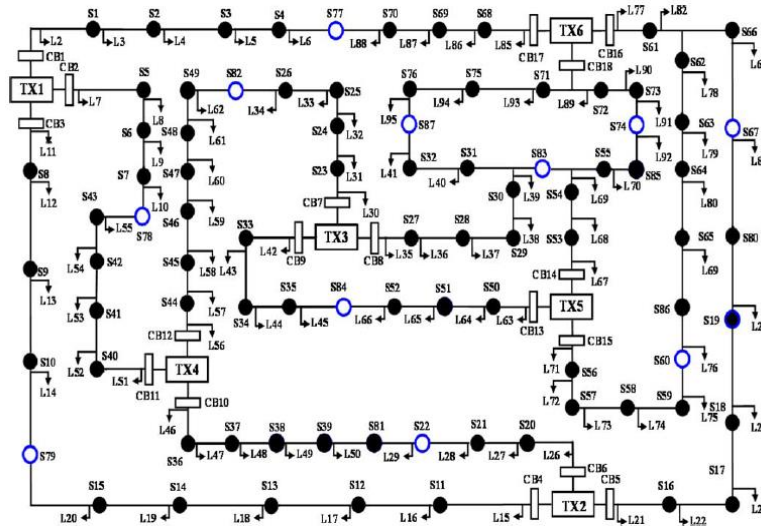 S1 S2 S3 S4 S77 S70 S69 S68 TX6 L77 L82
L2 L3 L4 L5 L6 L88 L87 L86 L85 CB17 CB16 S61 S66
CB1 CB2 S5 S49 S82 S26 S25 S76 S75 S71 CB18 L90 S73 S62 L6
TX1 L7 L8 L62 L34 L33 L32 L95 L94 L93 L89 S72 L91 L78 S67
CB3 S6 S48 L61 S24 S87 S74 S63
L11 L9 L60 S23 L31 L41 S32 S31 S83 S55 L92 L79 L8
S8 S7 S47 CB7 L30 L40 L39 L70 S85 S64
L12 L10 S78 S46 L59 S33 TX3 S27 S28 S30 S54 L69 L80
S43 L55 L42 CB9 CB8 L35 L36 L37 L38 S29 S53 L68 S65 S80
L54 S42 S45 L58 L43 CB14 L67 L69
S9 L13 L53 S41 S44 L57 S34 S35 S84 S52 S51 S50 TX5 S86 S19
CB12 L56 L44 L45 L66 L65 L64 L63 CB13 CB15 S60 L76 L2
S10 L52 S40 L51 TX4 L71 S56
L14 CB11 CB10 L72 S57 S58 S59 L75 S18
L46 L73 L74 L2
S79 S36 S37 S38 S39 S81 S22 S21 S20
L47 L48 L49 L50 L29 L28 L27 L26 CB6
S15 S14 S13 S12 S11 CB4 CB5 S16 S17
L20 L19 L18 L17 L16 L15 TX2 L21 L22 L2